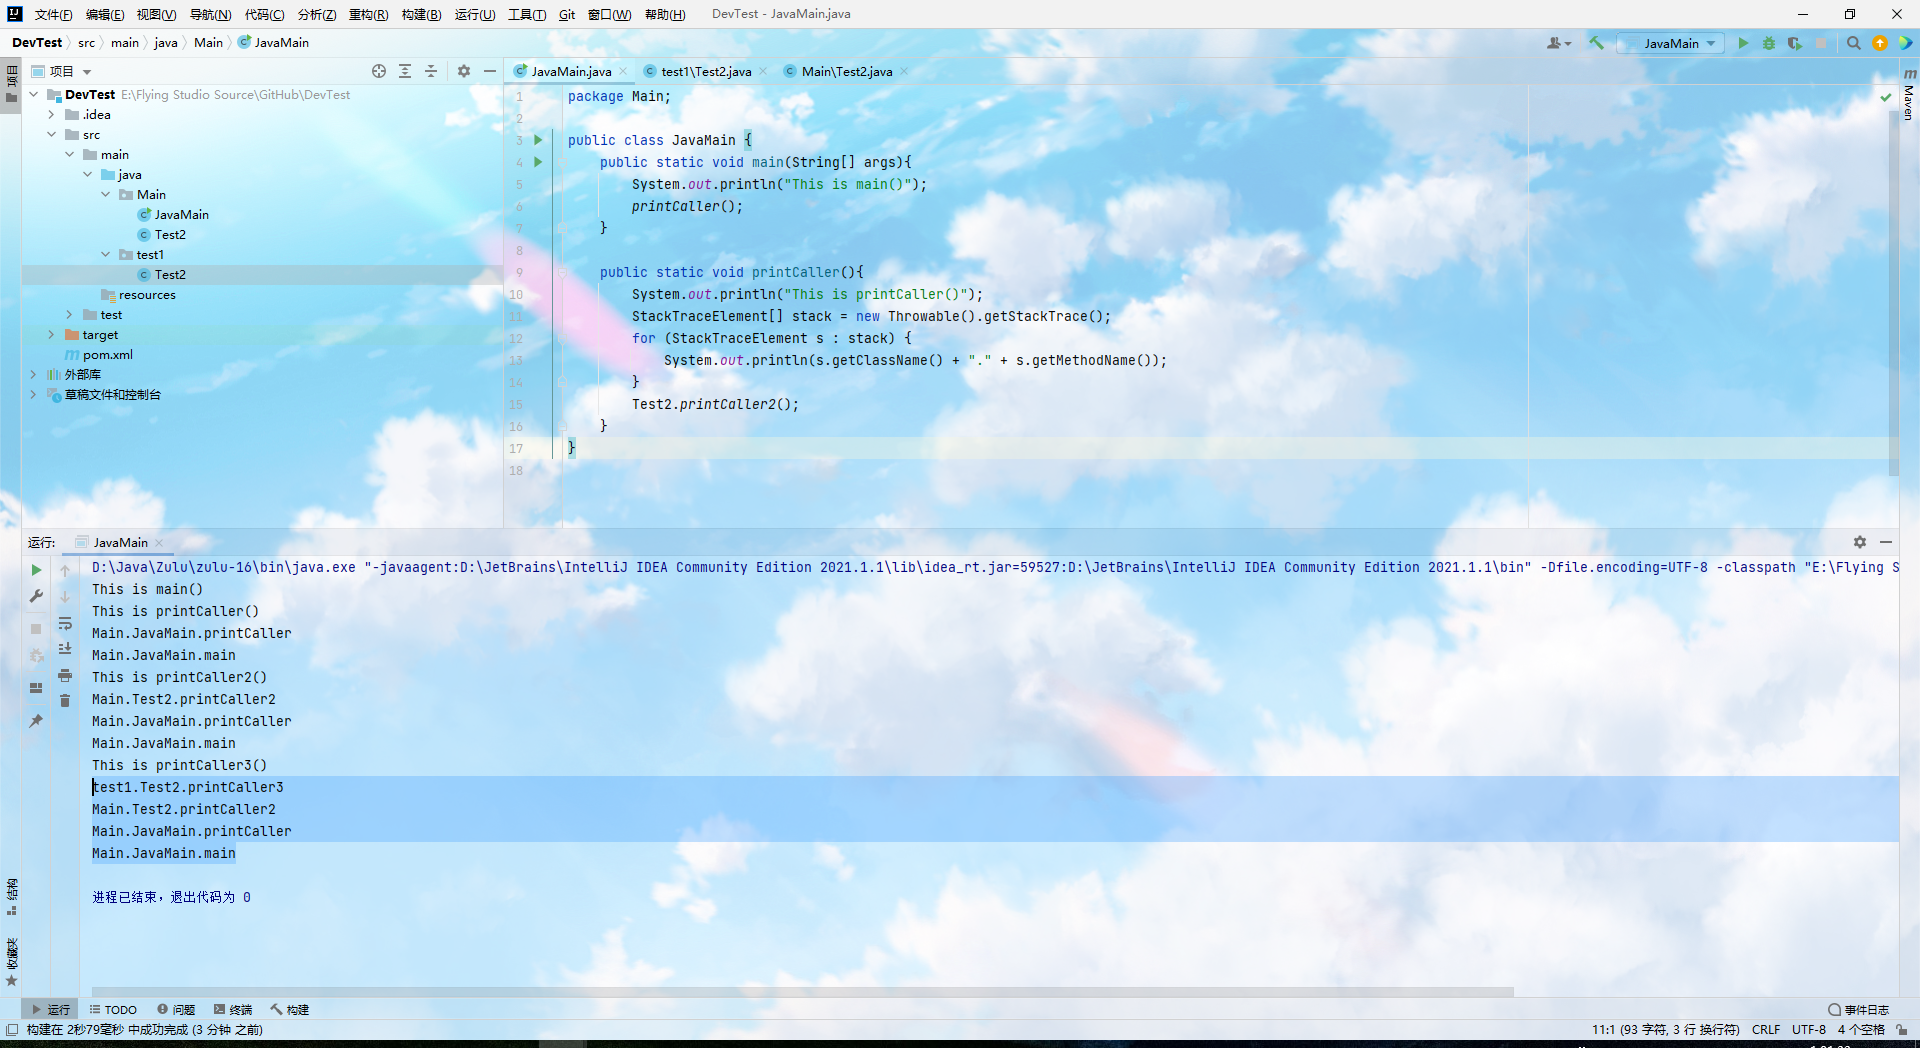 文件(F) 编辑(E) 视图(V) 导航(N) 代码(C) 分析(Z) 重构(R) 构建(B) 运行(U) 工具(T) Git 窗口(W) 帮助(H) DevTest - JavaMain.java
DevTest src main java Main JavaMain
JavaMain
项目
项目
JavaMain.java test1\Test2.java Main\Test2.java
Maven
DevTest E:\Flying Studio Source\GitHub\DevTest
.idea
src
main
java
Main
JavaMain
Test2
test1
Test2
resources
test
target
pom.xml
外部库
草稿文件和控制台
1 package Main;
2
3 public class JavaMain {
4 public static void main(String[] args){
5 System.out.println("This is main()");
6 printCaller();
7 }
8
9 public static void printCaller(){
10 System.out.println("This is printCaller()");
11 StackTraceElement[] stack = new Throwable().getStackTrace();
12 for (StackTraceElement s : stack) {
13 System.out.println(s.getClassName() + "." + s.getMethodName());
14 }
15 Test2.printCaller2();
16 }
17 }
18
运行: JavaMain
D:\Java\Zulu\zulu-16\bin\java.exe "-javaagent:D:\JetBrains\IntelliJ IDEA Community Edition 2021.1.1\lib\idea_rt.jar=59527:D:\JetBrains\IntelliJ IDEA Community Edition 2021.1.1\bin" -Dfile.encoding=UTF-8 -classpath "E:\Flying S
This is main()
This is printCaller()
Main.JavaMain.printCaller
Main.JavaMain.main
This is printCaller2()
Main.Test2.printCaller2
Main.JavaMain.printCaller
Main.JavaMain.main
This is printCaller3()
test1.Test2.printCaller3
Main.Test2.printCaller2
Main.JavaMain.printCaller
Main.JavaMain.main
进程已结束，退出代码为 0
结构
收藏夹
运行 TODO 问题 终端 构建 事件日志
构建在 2秒79毫秒 中成功完成 (3 分钟 之前) 11:1 (93 字符, 3 行 换行符) CRLF UTF-8 4 个空格